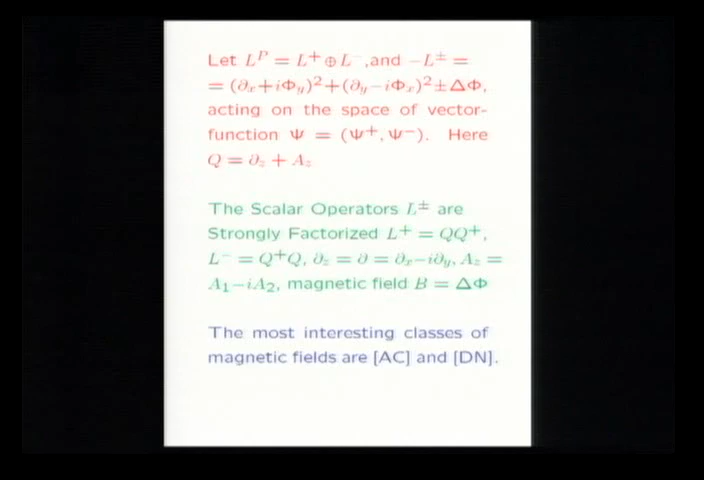 Let L^P = L^+ ⊕ L^- ,and −L^± =
= (∂_x+iΦ_y)^2+(∂_y−iΦ_x)^2±ΔΦ,
acting on the space of vector-
function Ψ = (Ψ^+, Ψ^−). Here
Q = ∂_z + A_z
The Scalar Operators L^± are
Strongly Factorized L^+ = QQ^+,
L^− = Q^+Q, ∂_z = ∂ = ∂_x−i∂_y, A_z =
A_1−iA_2, magnetic field B = ΔΦ
The most interesting classes of
magnetic fields are [AC] and [DN].